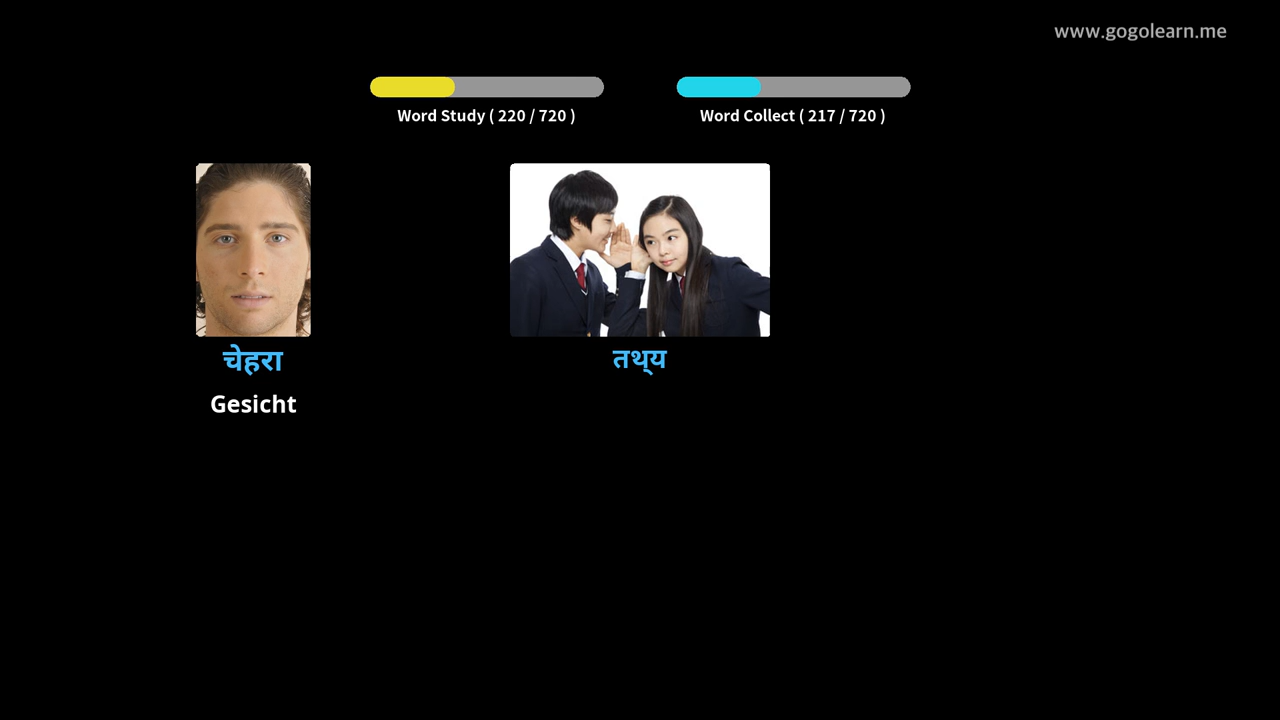 www.gogolearn.me
Word Study ( 220 / 720 )
Word Collect ( 217 / 720 )
चेहरा
तथ्य
Gesicht